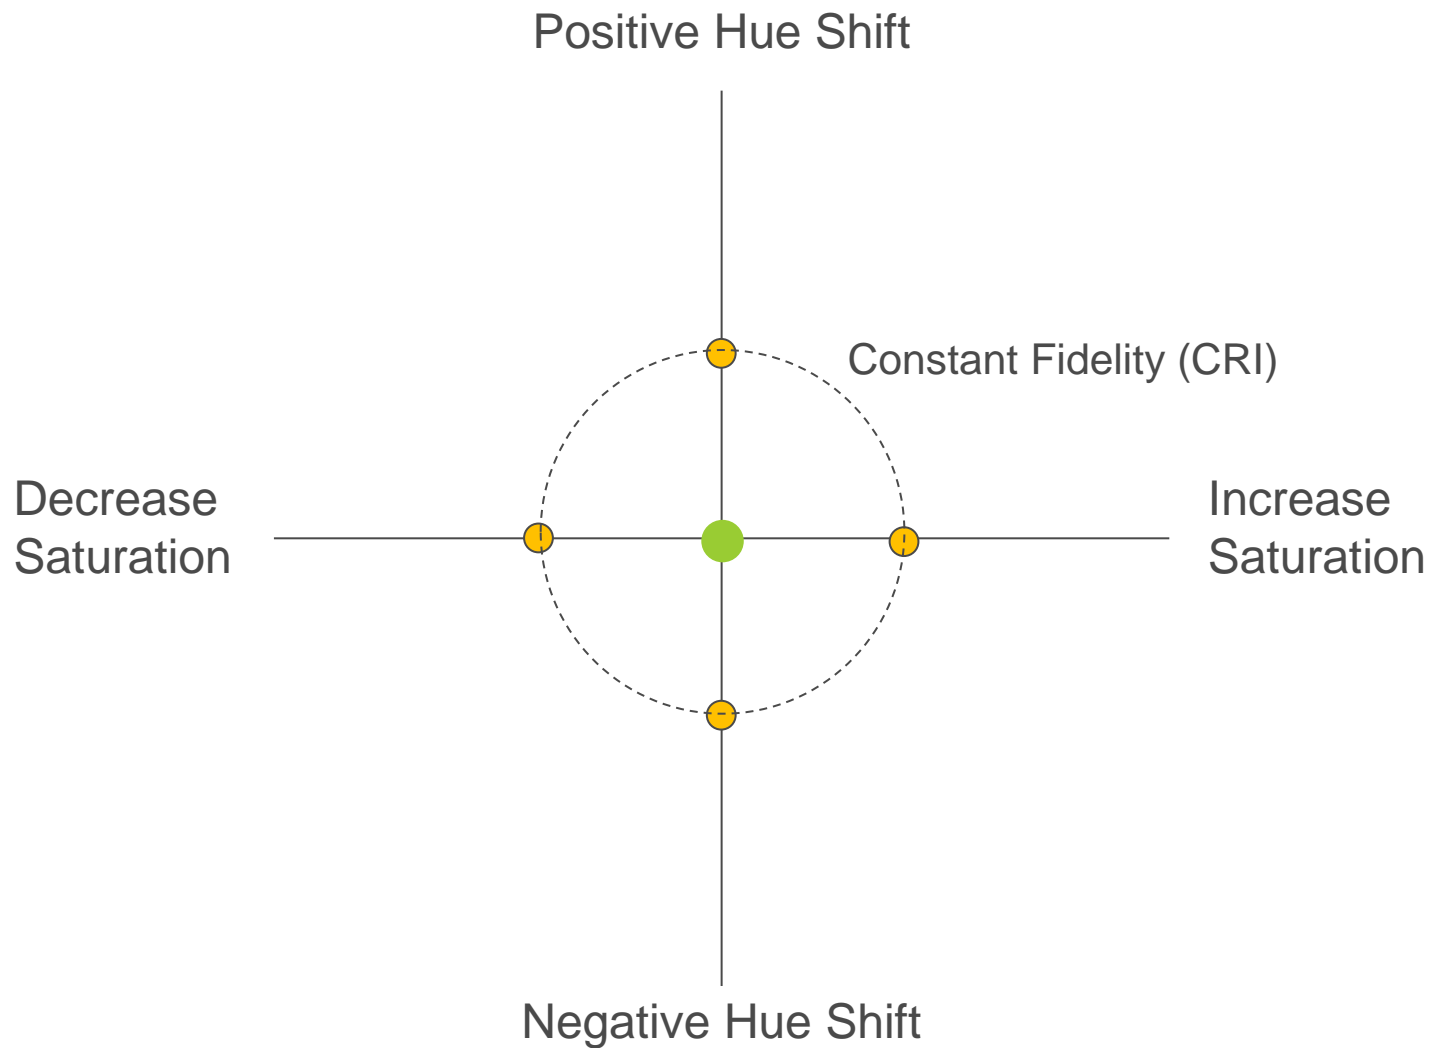 Positive Hue Shift
Constant Fidelity (CRI)
Decrease
Saturation
Increase
Saturation
Negative Hue Shift